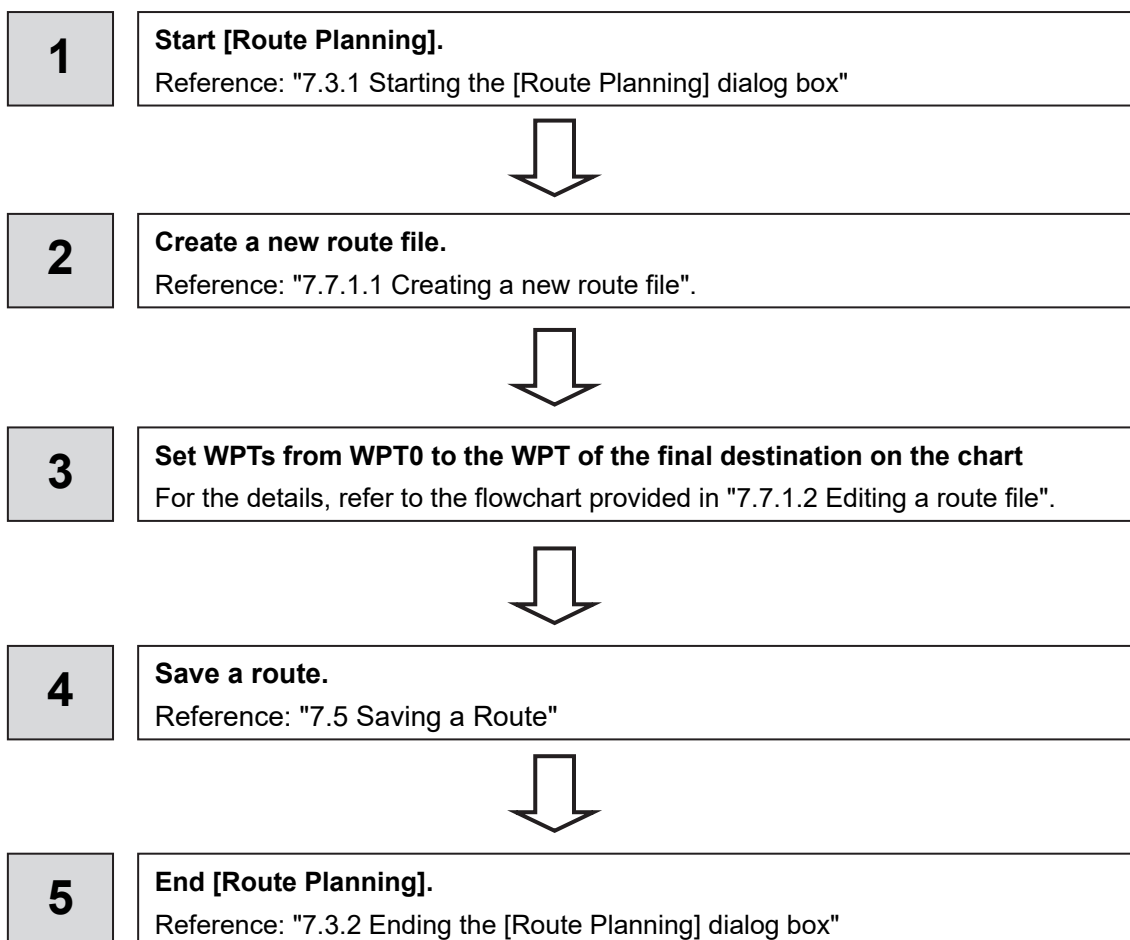 1
Start [Route Planning].
Reference: "7.3.1 Starting the [Route Planning] dialog box"
2
Create a new route file.
Reference: "7.7.1.1 Creating a new route file".
3
Set WPTs from WPT0 to the WPT of the final destination on the chart
For the details, refer to the flowchart provided in "7.7.1.2 Editing a route file".
4
Save a route.
Reference: "7.5 Saving a Route"
5
End [Route Planning].
Reference: "7.3.2 Ending the [Route Planning] dialog box"